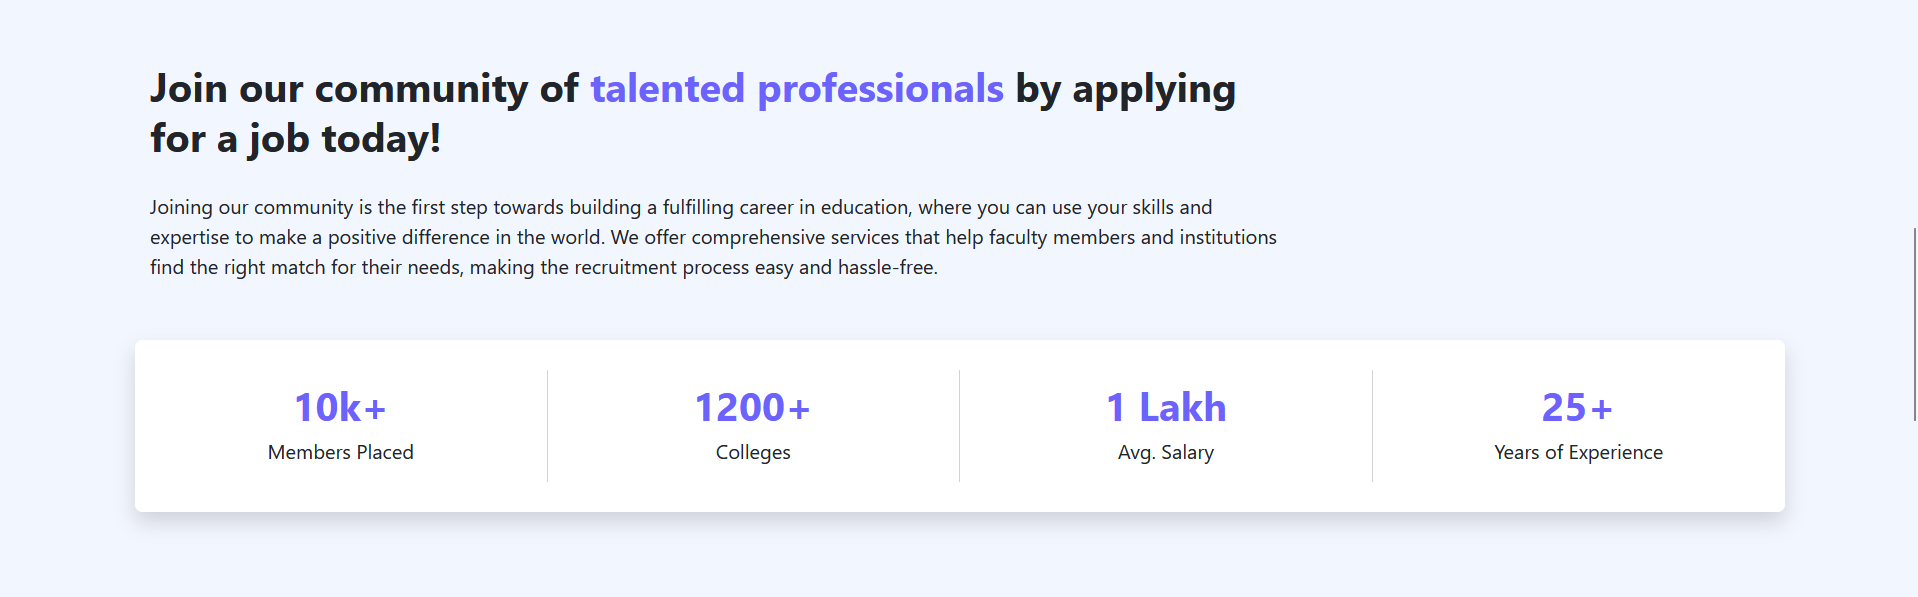 Join our community of talented professionals by applying
for a job today!
Joining our community is the first step towards building a fulfilling career in education, where you can use your skills and
expertise to make a positive difference in the world. We offer comprehensive services that help faculty members and institutions
find the right match for their needs, making the recruitment process easy and hassle-free.
10k+
Members Placed
1200+
Colleges
1 Lakh
Avg. Salary
25+
Years of Experience